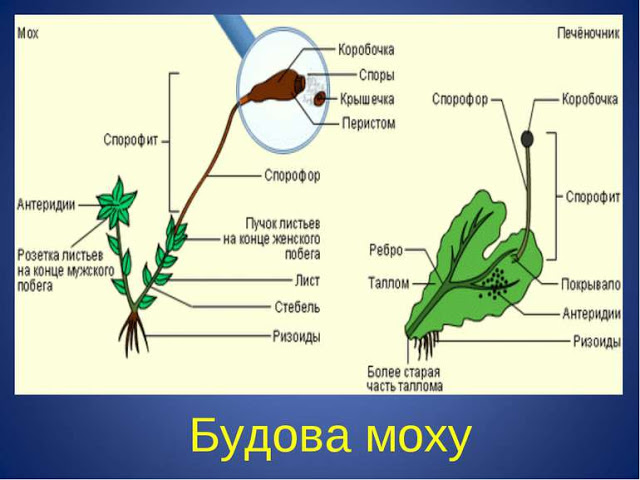 Мох
Коробочка
Споры
Крышечка
Перистом
Спорофит
Спорофор
Антеридии
Розетка листьев
на конце мужского
побега
Пучок листьев
на конце женского
побега
Лист
Стебель
Ризоиды
Печёночник
Спорофор
Коробочка
Спорофит
Ребро
Таллом
Покрывало
Антеридии
Ризоиды
Более старая
часть таллома
Будова моху